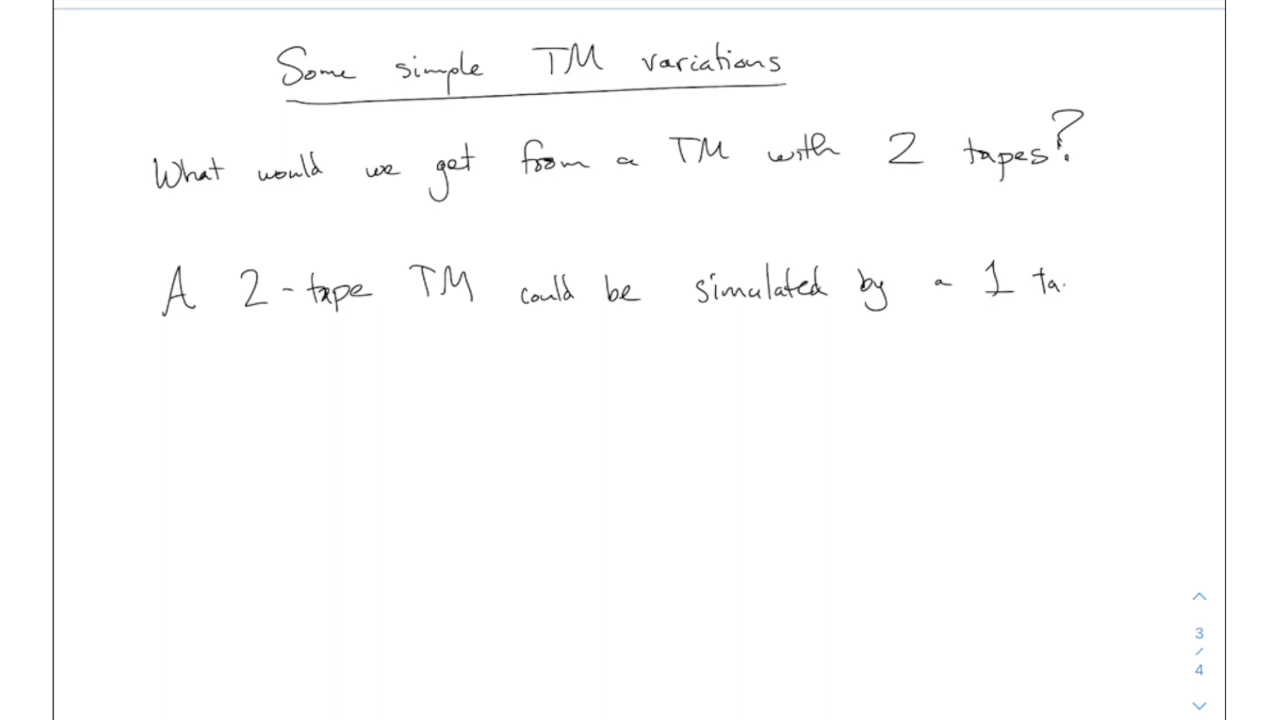 Some simple TM variations
What would we get from a TM with 2 tapes?
A 2-tape TM could be simulated by a 1 ta
3
/
4